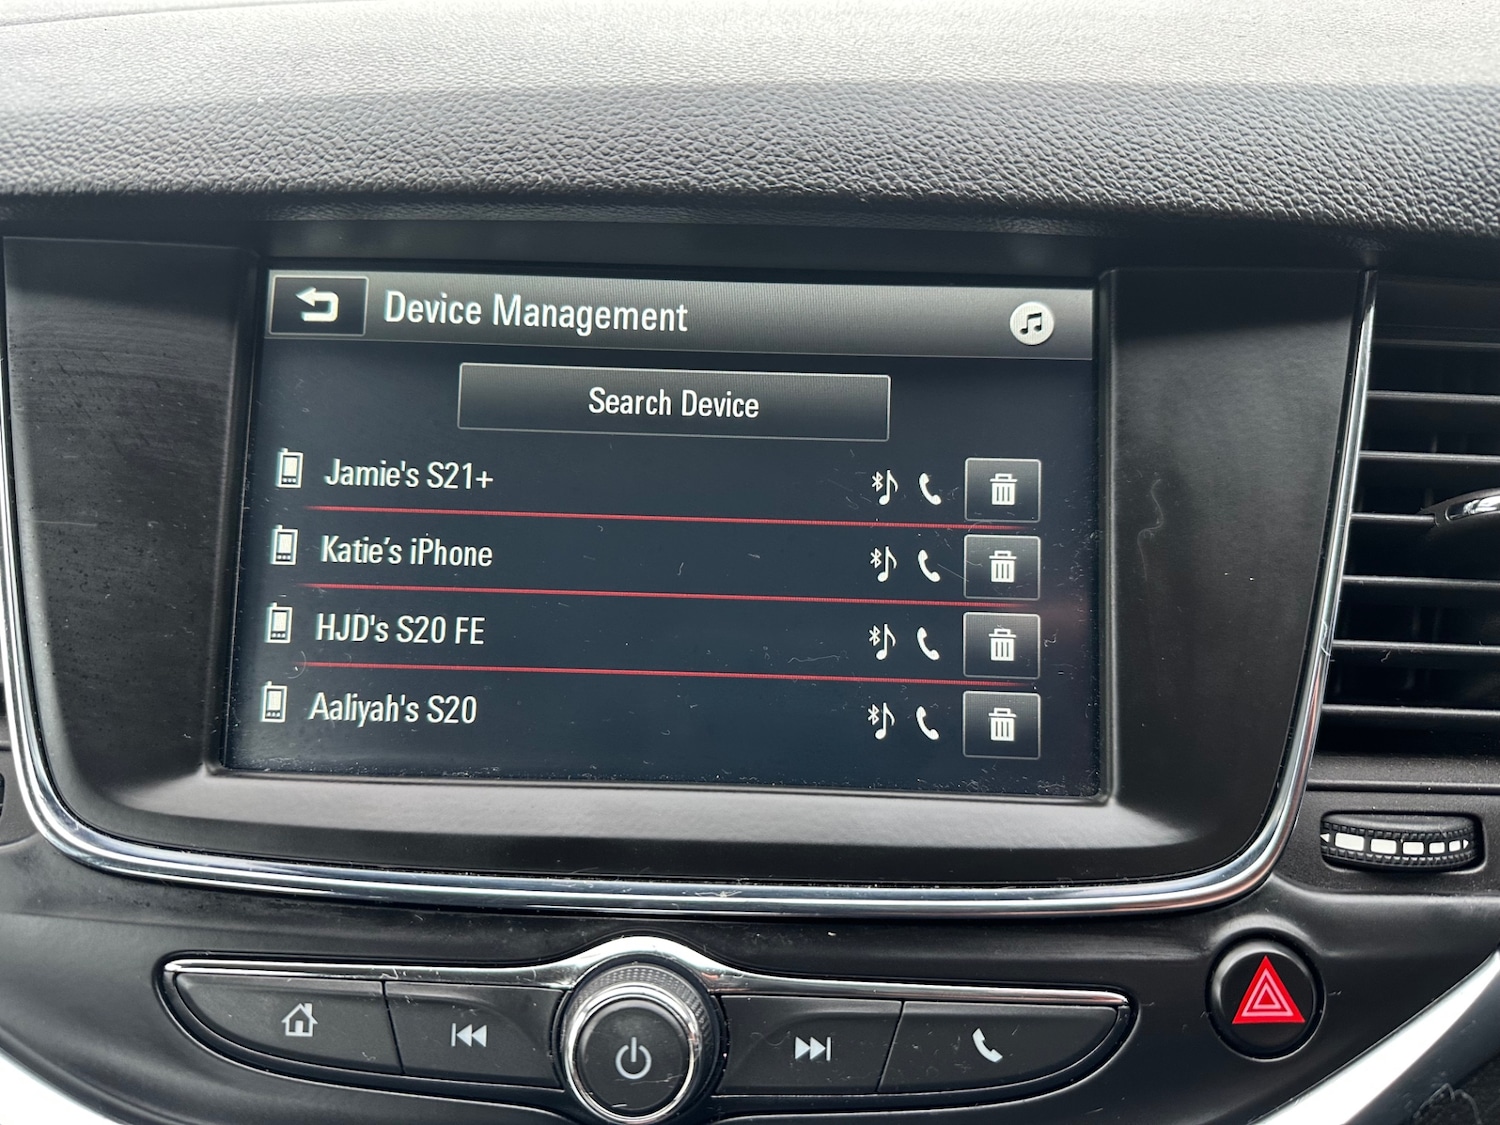 Device Management
Search Device
Jamie's S21+
Katie’s iPhone
HJD's S20 FE
Aaliyah's S20